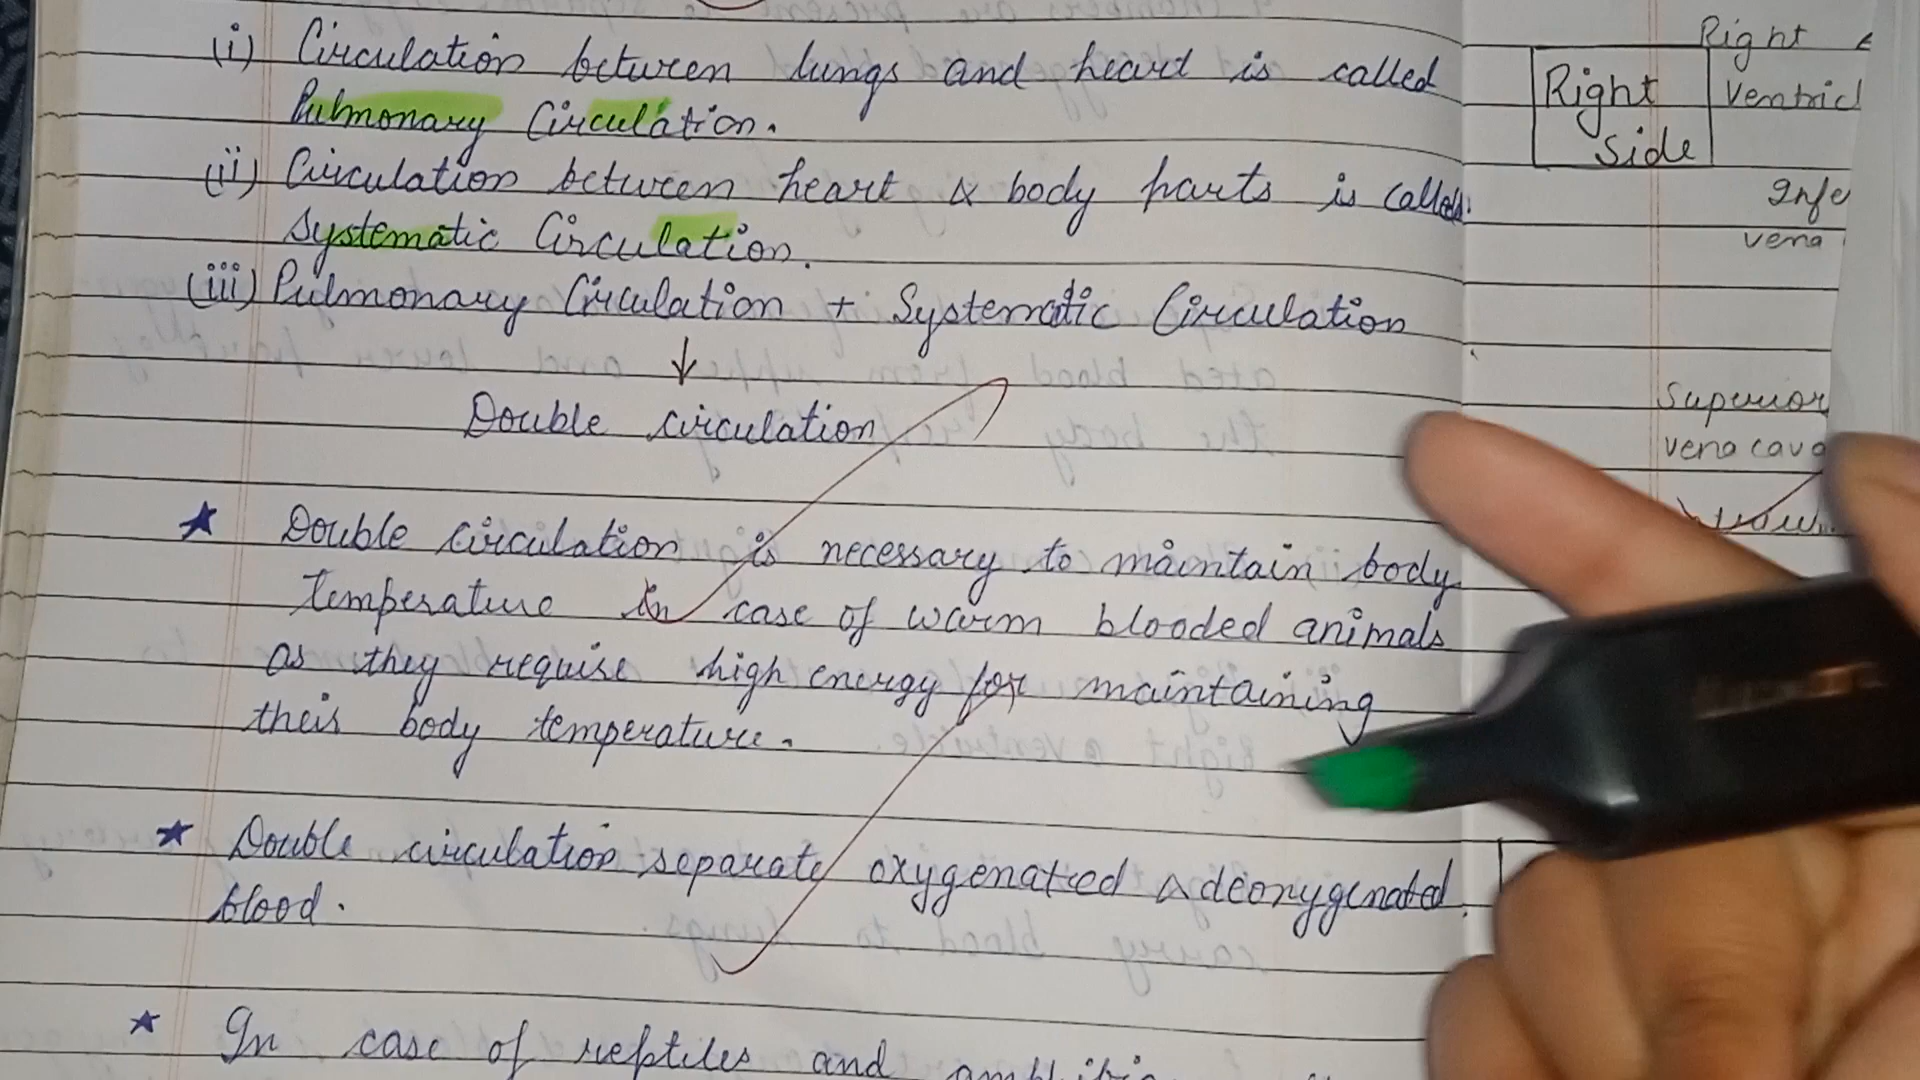 (i) Circulation between lungs and heart is called
Pulmonary Circulation.
(ii) Circulation between heart & body parts is called.
Systematic Circulation.
(iii) Pulmonary Circulation + Systematic Circulation
↓
Double circulation
★ Double circulation is necessary to maintain body
temperature in case of warm blooded animals
as they require high energy for maintaining
their body temperature.
★ Double circulation separate oxygenated & deoxygenated
blood.
★ In case of reptiles and
Right
Right
side
Ventricl
Infe
vena
Superior
vena cava